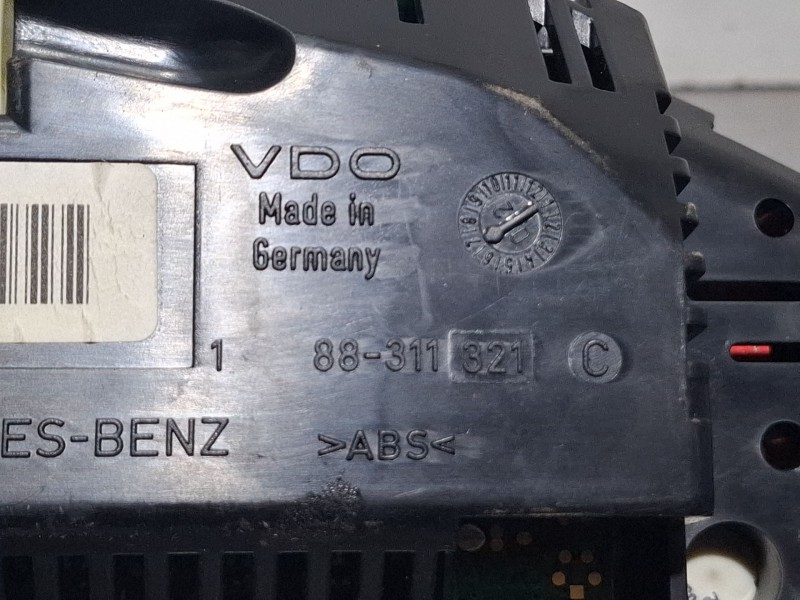 VDO
Made in
Germany
1 88-311 321 C
ES-BENZ
>ABS<